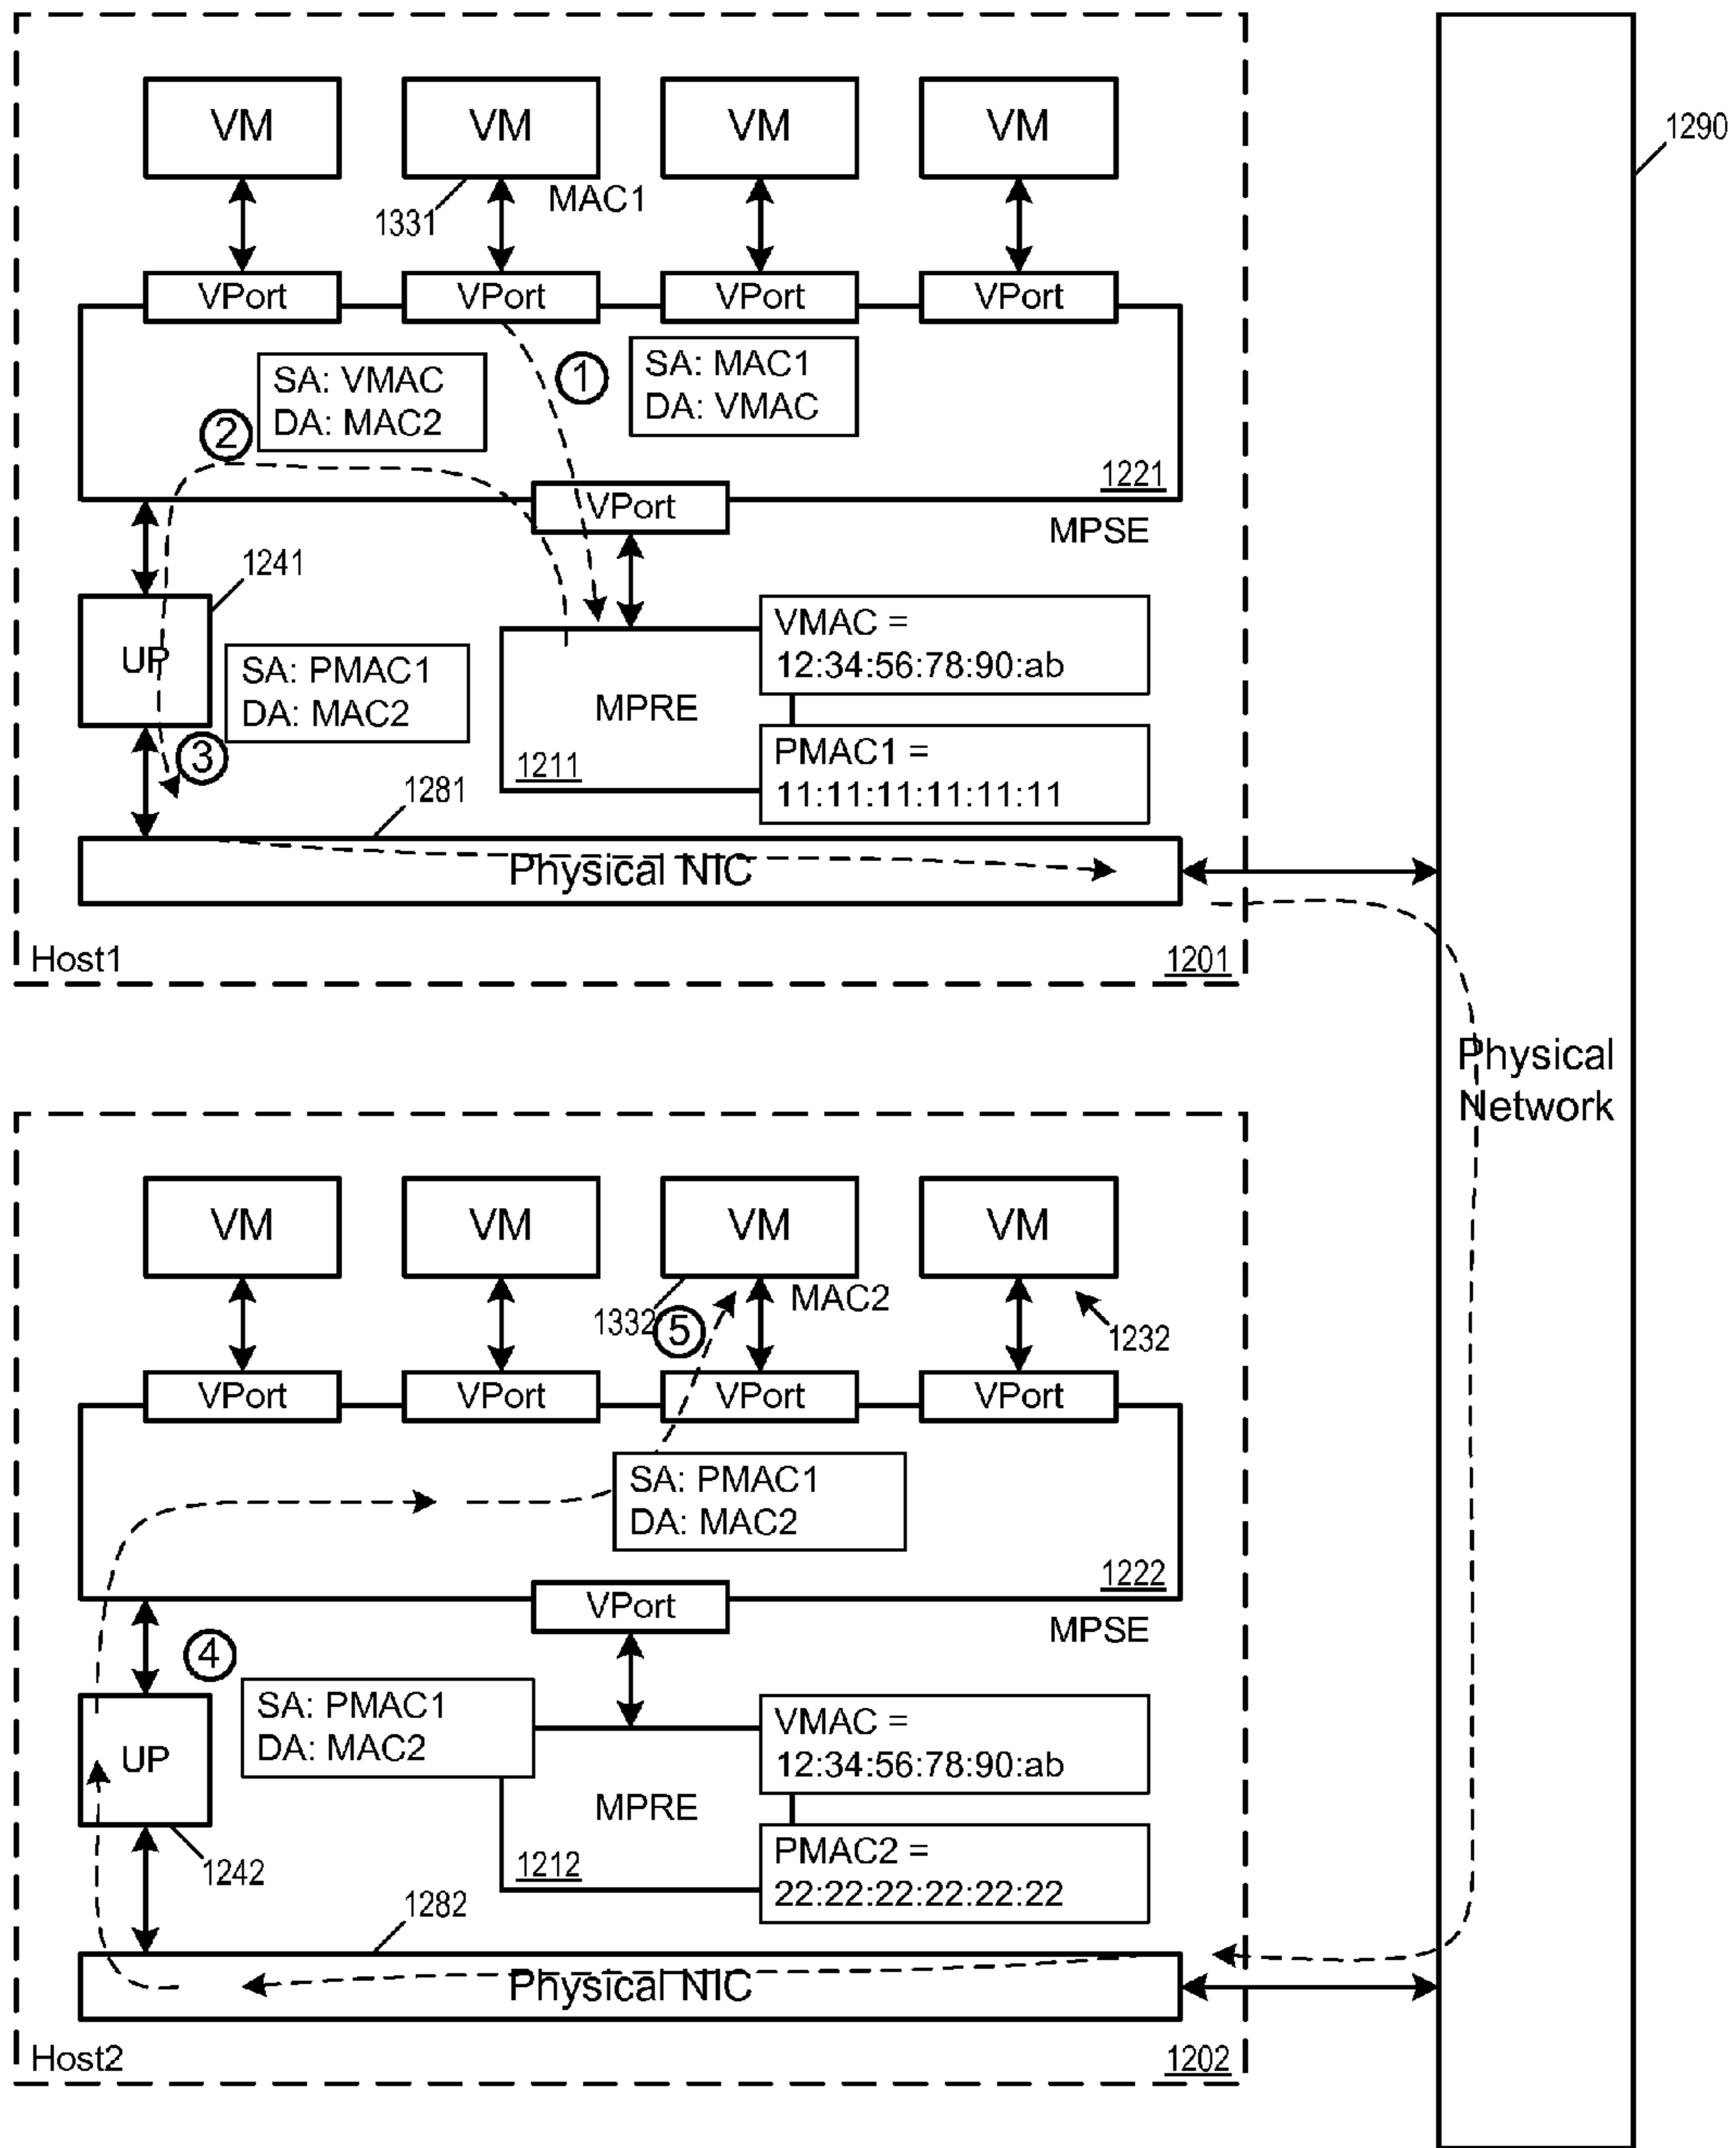 VM
VM
VM
VM
1290
1331
MAC1
VPort
VPort
VPort
VPort
SA: VMAC
DA: MAC2
1
SA: MAC1
DA: VMAC
2
1221
VPort
MPSE
1241
UP
SA: PMAC1
DA: MAC2
3
VMAC =
12:34:56:78:90:ab
MPRE
1211
PMAC1 =
11:11:11:11:11:11
1281
Physical NIC
Host1
1201
Physical
Network
VM
VM
VM
VM
1332
5
MAC2
1232
VPort
VPort
VPort
VPort
SA: PMAC1
DA: MAC2
1222
VPort
MPSE
4
SA: PMAC1
DA: MAC2
UP
1242
VMAC =
12:34:56:78:90:ab
MPRE
1212
PMAC2 =
22:22:22:22:22:22
1282
Physical NIC
Host2
1202